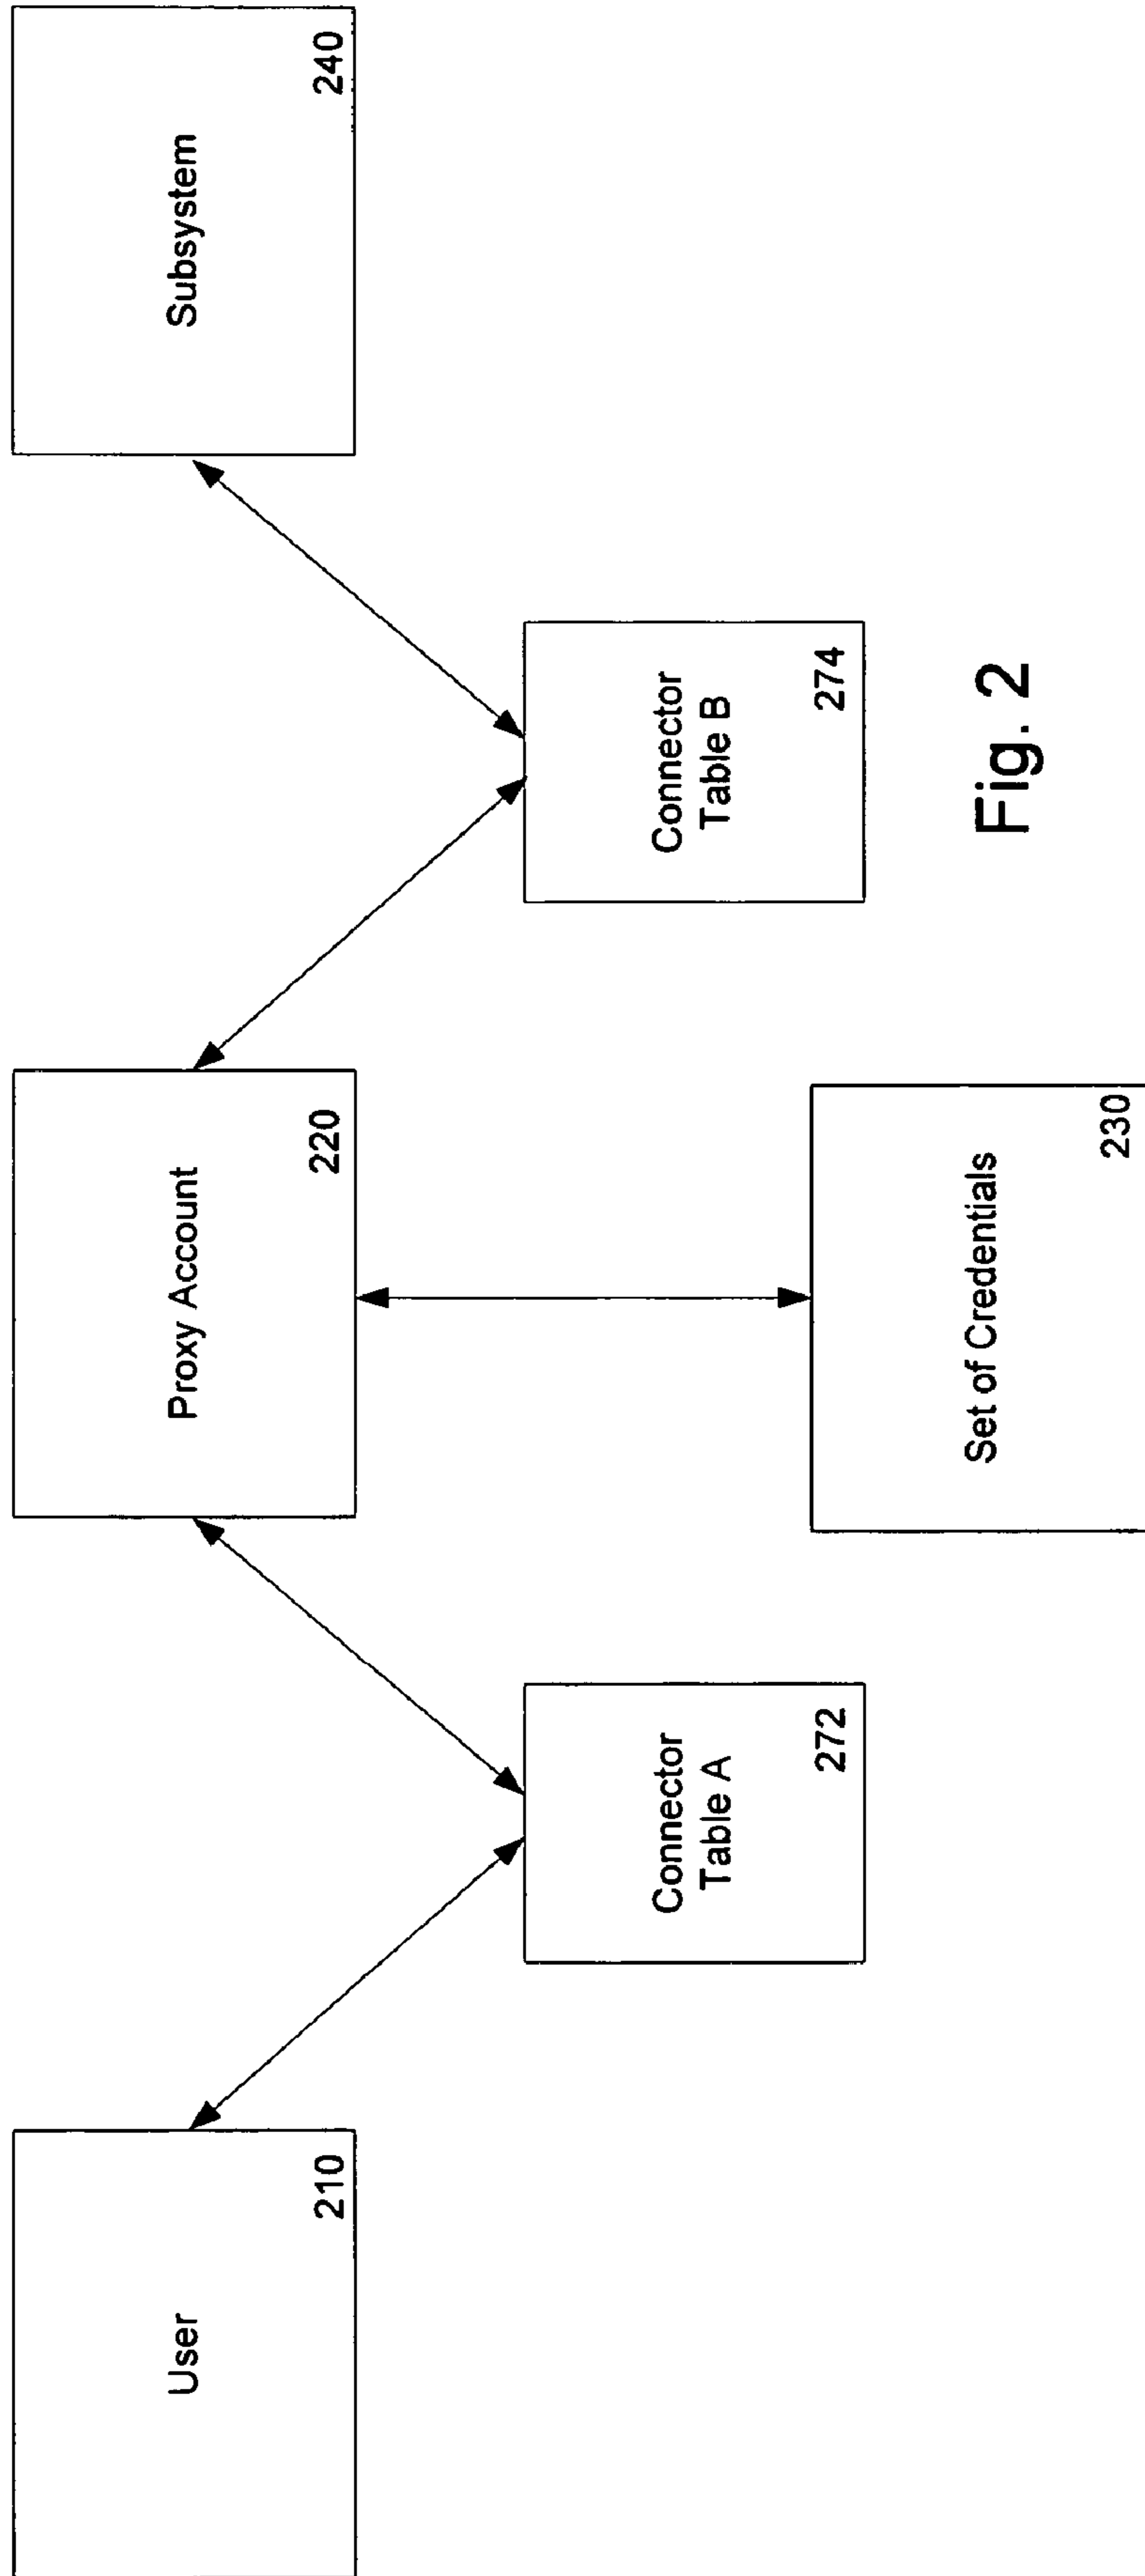 User
210
Connector
Table A
272
Proxy Account
220
Set of Credentials
230
Connector
Table B
274
Subsystem
240
Fig. 2